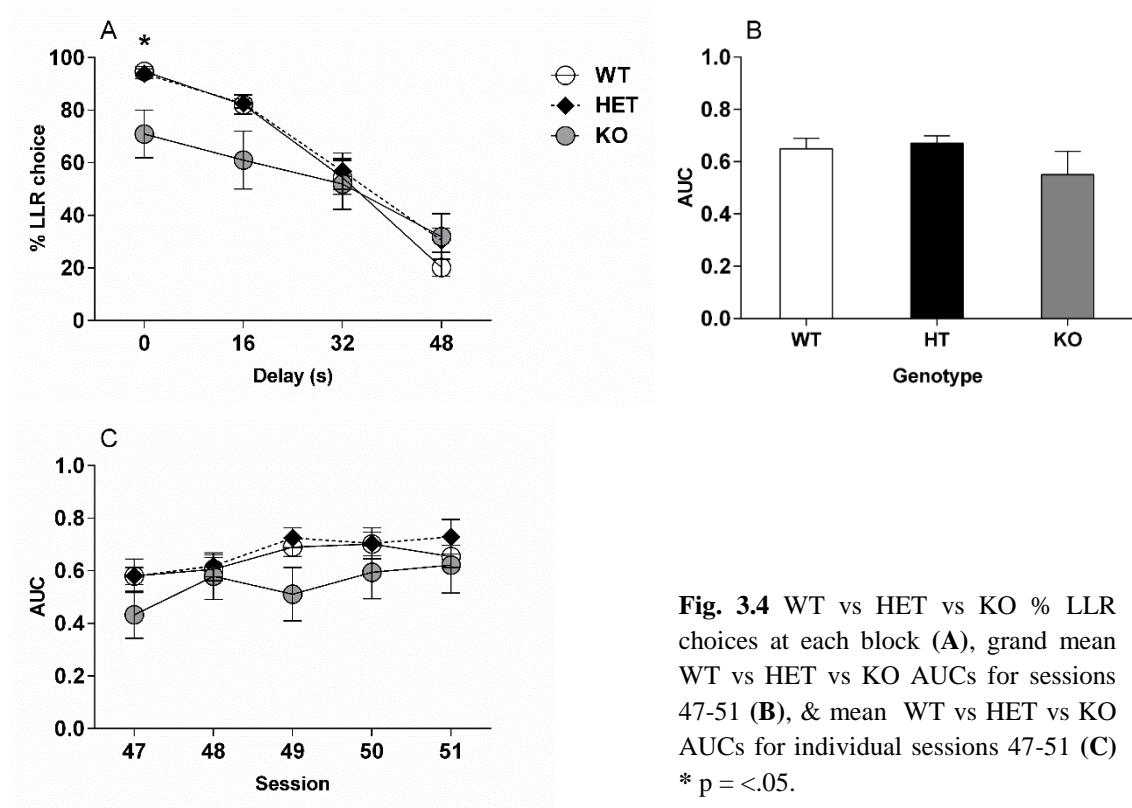 A
*
100
80
60
40
20
0
% LLR choice
0 16 32 48
Delay (s)
WT
HET
KO
B
1.0
0.8
0.6
0.4
0.2
0.0
AUC
WT HT KO
Genotype
C
1.0
0.8
0.6
0.4
0.2
0.0
AUC
47 48 49 50 51
Session
Fig. 3.4 WT vs HET vs KO % LLR
choices at each block (A), grand mean
WT vs HET vs KO AUCs for sessions
47-51 (B), & mean WT vs HET vs KO
AUCs for individual sessions 47-51 (C)
* p = <.05.